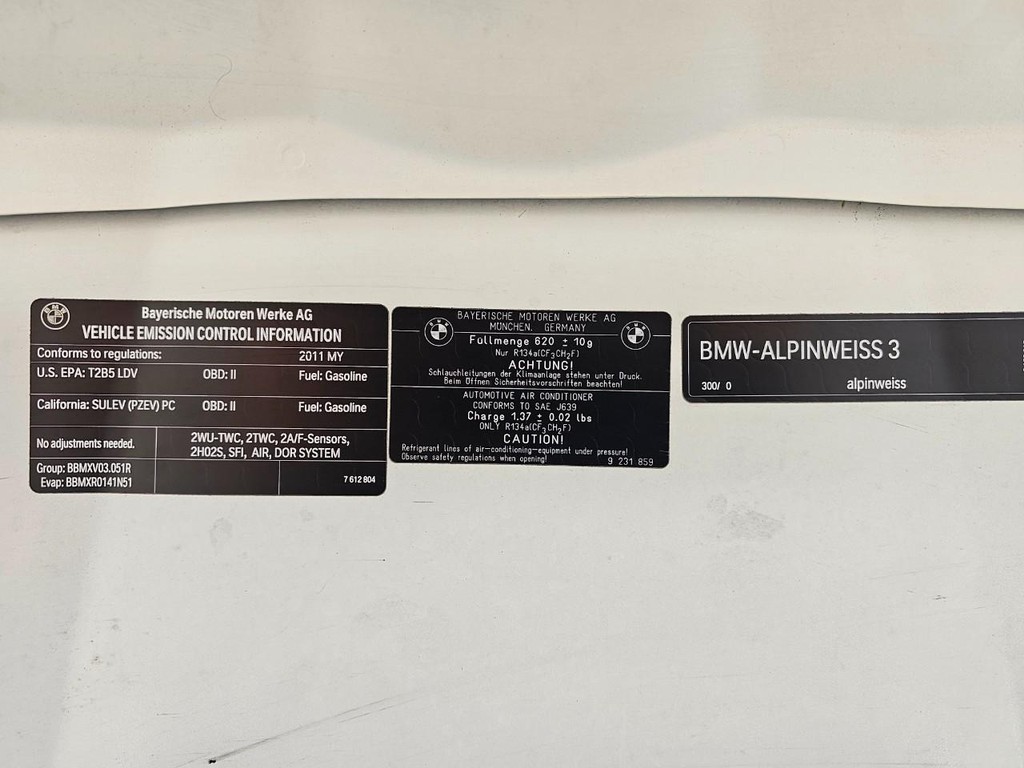 BMW
Bayerische Motoren Werke AG
VEHICLE EMISSION CONTROL INFORMATION
Conforms to regulations: 2011 MY
U.S. EPA: T2B5 LDV OBD: II Fuel: Gasoline
California: SULEV (PZEV) PC OBD: II Fuel: Gasoline
No adjustments needed.
2WU-TWC, 2TWC, 2A/F-Sensors,
2HO2S, SFI, AIR, DOR SYSTEM
Group: BBMXV03.051R
Evap: BBMXR0141N51
7 612 804
BAYERISCHE MOTOREN WERKE AG
MÜNCHEN, GERMANY
Füllmenge 620 ± 10g
Nur R134a(CF₃CH₂F)
ACHTUNG!
Schlauchleitungen der Klimaanlage stehen unter Druck.
Beim Öffnen Sicherheitsvorschriften beachten!
AUTOMOTIVE AIR CONDITIONER
CONFORMS TO SAE J639
Charge 1.37 ± 0.02 lbs
ONLY R134a(CF₃CH₂F)
CAUTION!
Refrigerant lines of air-conditioning-equipment under pressure!
Observe safety regulations when opening!
9 231 859
BMW-ALPINWEISS 3
300/ 0 alpinweiss